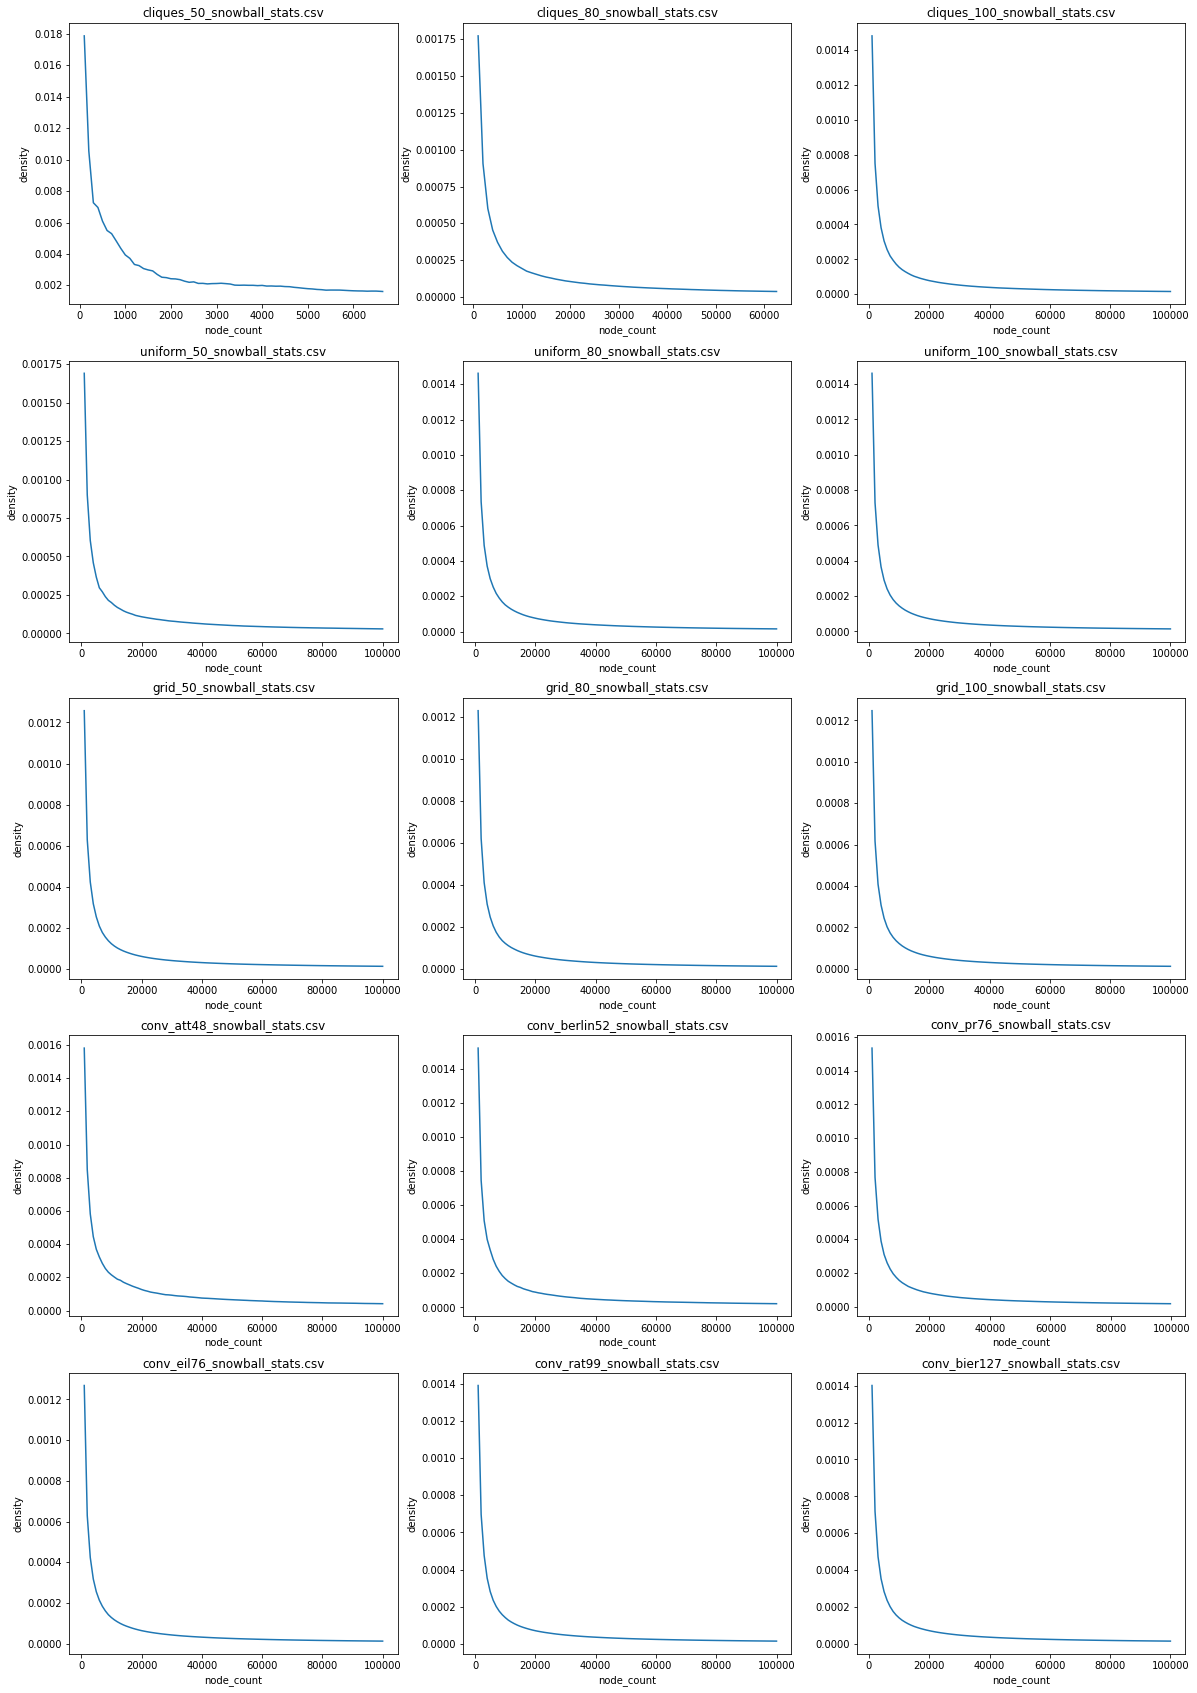 cliques_50_snowball_stats.csv
0.018
0.016
0.014
0.012
0.010
0.008
0.006
0.004
0.002
density
0 1000 2000 3000 4000 5000 6000
node_count
cliques_80_snowball_stats.csv
0.00175
0.00150
0.00125
0.00100
0.00075
0.00050
0.00025
0.00000
density
0 10000 20000 30000 40000 50000 60000
node_count
cliques_100_snowball_stats.csv
0.0014
0.0012
0.0010
0.0008
0.0006
0.0004
0.0002
0.0000
density
0 20000 40000 60000 80000 100000
node_count
uniform_50_snowball_stats.csv
0.00175
0.00150
0.00125
0.00100
0.00075
0.00050
0.00025
0.00000
density
0 20000 40000 60000 80000 100000
node_count
uniform_80_snowball_stats.csv
0.0014
0.0012
0.0010
0.0008
0.0006
0.0004
0.0002
0.0000
density
0 20000 40000 60000 80000 100000
node_count
uniform_100_snowball_stats.csv
0.0014
0.0012
0.0010
0.0008
0.0006
0.0004
0.0002
0.0000
density
0 20000 40000 60000 80000 100000
node_count
grid_50_snowball_stats.csv
0.0012
0.0010
0.0008
0.0006
0.0004
0.0002
0.0000
density
0 20000 40000 60000 80000 100000
node_count
grid_80_snowball_stats.csv
0.0012
0.0010
0.0008
0.0006
0.0004
0.0002
0.0000
density
0 20000 40000 60000 80000 100000
node_count
grid_100_snowball_stats.csv
0.0012
0.0010
0.0008
0.0006
0.0004
0.0002
0.0000
density
0 20000 40000 60000 80000 100000
node_count
conv_att48_snowball_stats.csv
0.0016
0.0014
0.0012
0.0010
0.0008
0.0006
0.0004
0.0002
0.0000
density
0 20000 40000 60000 80000 100000
node_count
conv_berlin52_snowball_stats.csv
0.0014
0.0012
0.0010
0.0008
0.0006
0.0004
0.0002
0.0000
density
0 20000 40000 60000 80000 100000
node_count
conv_pr76_snowball_stats.csv
0.0016
0.0014
0.0012
0.0010
0.0008
0.0006
0.0004
0.0002
0.0000
density
0 20000 40000 60000 80000 100000
node_count
conv_eil76_snowball_stats.csv
0.0012
0.0010
0.0008
0.0006
0.0004
0.0002
0.0000
density
0 20000 40000 60000 80000 100000
node_count
conv_rat99_snowball_stats.csv
0.0014
0.0012
0.0010
0.0008
0.0006
0.0004
0.0002
0.0000
density
0 20000 40000 60000 80000 100000
node_count
conv_bier127_snowball_stats.csv
0.0014
0.0012
0.0010
0.0008
0.0006
0.0004
0.0002
0.0000
density
0 20000 40000 60000 80000 100000
node_count